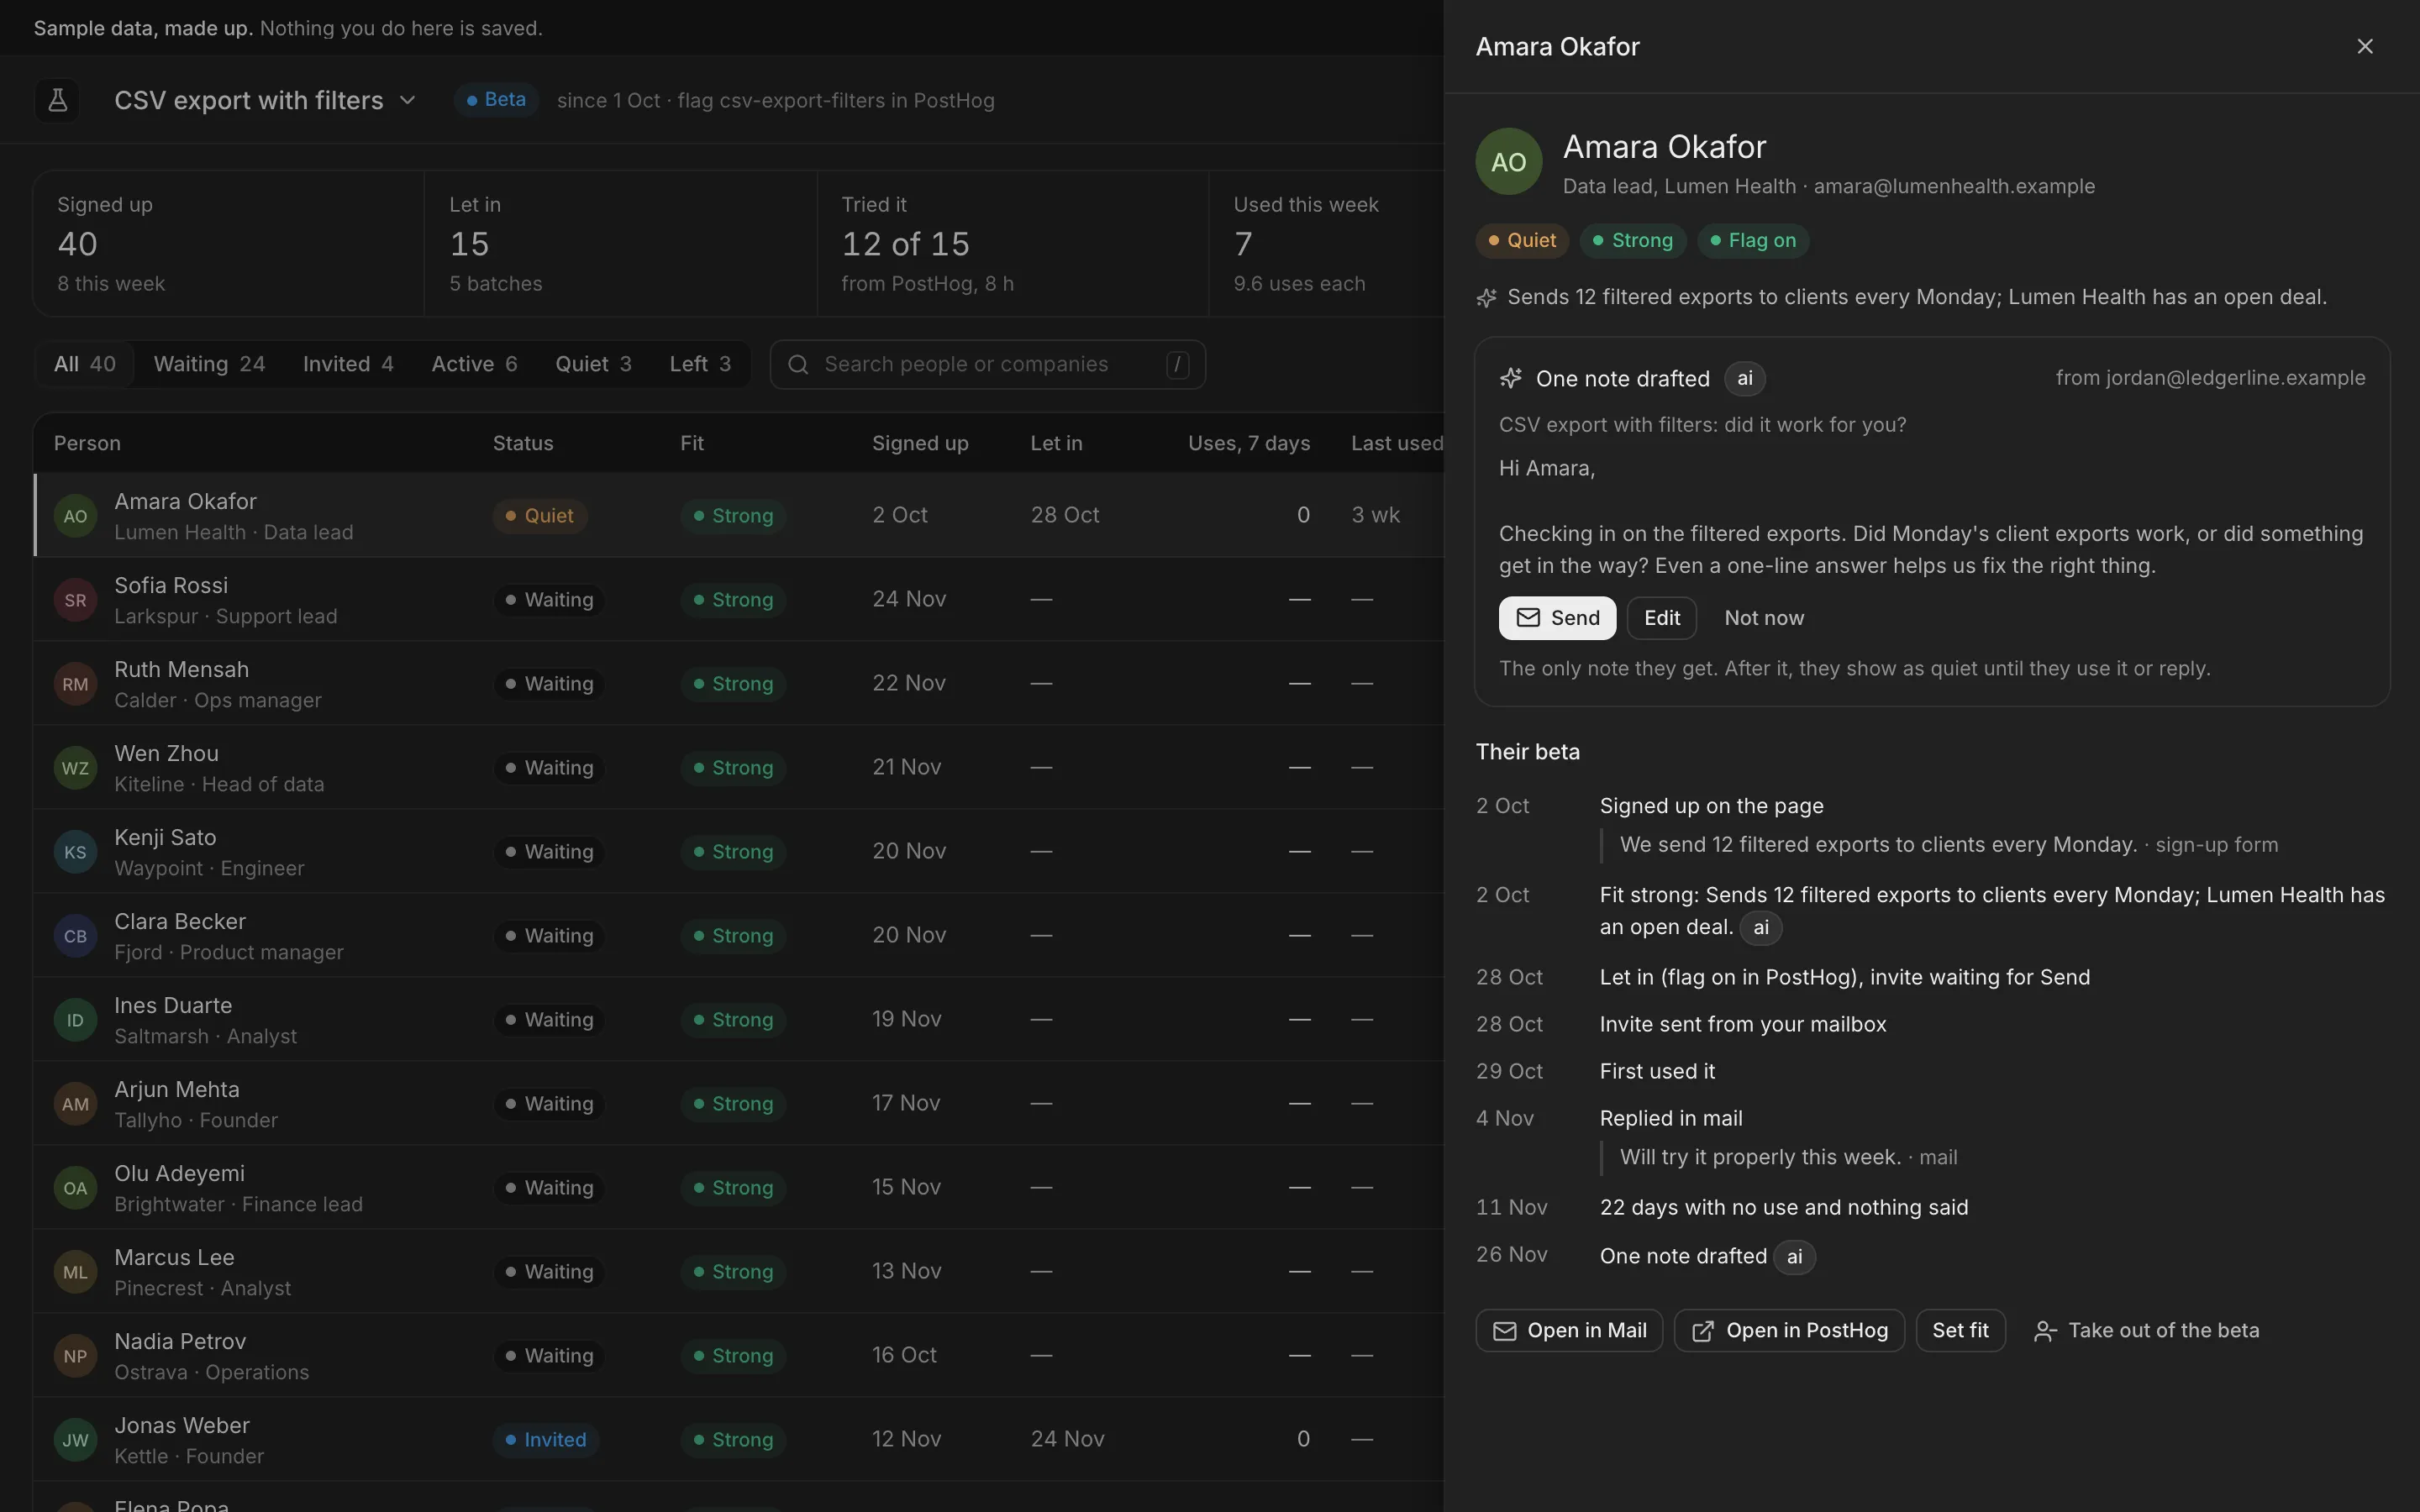 Sample data, made up. Nothing you do here is saved.
CSV export with filters
Beta
since 1 Oct · flag csv-export-filters in PostHog
Signed up
40
8 this week
Let in
15
5 batches
Tried it
12 of 15
from PostHog, 8 h
Used this week
7
9.6 uses each
All 40
Waiting 24
Invited 4
Active 6
Quiet 3
Left 3
Search people or companies /
Person Status Fit Signed up Let in Uses, 7 days Last used
AO Amara Okafor Quiet Strong 2 Oct 28 Oct 0 3 wk
Lumen Health · Data lead
SR Sofia Rossi Waiting Strong 24 Nov — — —
Larkspur · Support lead
RM Ruth Mensah Waiting Strong 22 Nov — — —
Calder · Ops manager
WZ Wen Zhou Waiting Strong 21 Nov — — —
Kiteline · Head of data
KS Kenji Sato Waiting Strong 20 Nov — — —
Waypoint · Engineer
CB Clara Becker Waiting Strong 20 Nov — — —
Fjord · Product manager
ID Ines Duarte Waiting Strong 19 Nov — — —
Saltmarsh · Analyst
AM Arjun Mehta Waiting Strong 17 Nov — — —
Tallyho · Founder
OA Olu Adeyemi Waiting Strong 15 Nov — — —
Brightwater · Finance lead
ML Marcus Lee Waiting Strong 13 Nov — — —
Pinecrest · Analyst
NP Nadia Petrov Waiting Strong 16 Oct — — —
Ostrava · Operations
JW Jonas Weber Invited Strong 12 Nov 24 Nov 0 —
Kettle · Founder
Elena Popa
Amara Okafor
AO
Amara Okafor
Data lead, Lumen Health · amara@lumenhealth.example
Quiet Strong Flag on
Sends 12 filtered exports to clients every Monday; Lumen Health has an open deal.
One note drafted ai from jordan@ledgerline.example
CSV export with filters: did it work for you?
Hi Amara,
Checking in on the filtered exports. Did Monday's client exports work, or did something
get in the way? Even a one-line answer helps us fix the right thing.
Send Edit Not now
The only note they get. After it, they show as quiet until they use it or reply.
Their beta
2 Oct Signed up on the page
We send 12 filtered exports to clients every Monday. · sign-up form
2 Oct Fit strong: Sends 12 filtered exports to clients every Monday; Lumen Health has
an open deal. ai
28 Oct Let in (flag on in PostHog), invite waiting for Send
28 Oct Invite sent from your mailbox
29 Oct First used it
4 Nov Replied in mail
Will try it properly this week. · mail
11 Nov 22 days with no use and nothing said
26 Nov One note drafted ai
Open in Mail Open in PostHog Set fit Take out of the beta